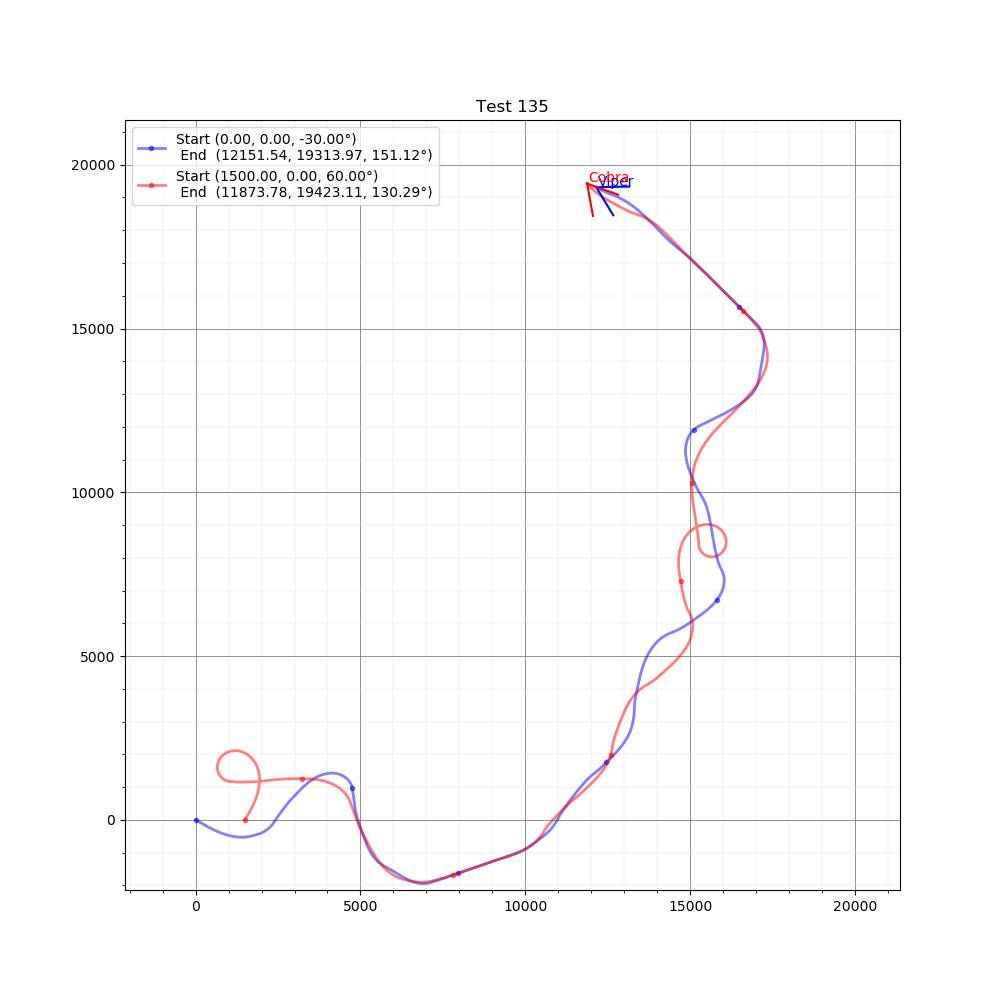 Test 135
Start (0.00, 0.00, -30.00°)
End  (12151.54, 19313.97, 151.12°)
Start (1500.00, 0.00, 60.00°)
End  (11873.78, 19423.11, 130.29°)
Cobra
Viper
20000
15000
10000
5000
0
0
5000
10000
15000
20000